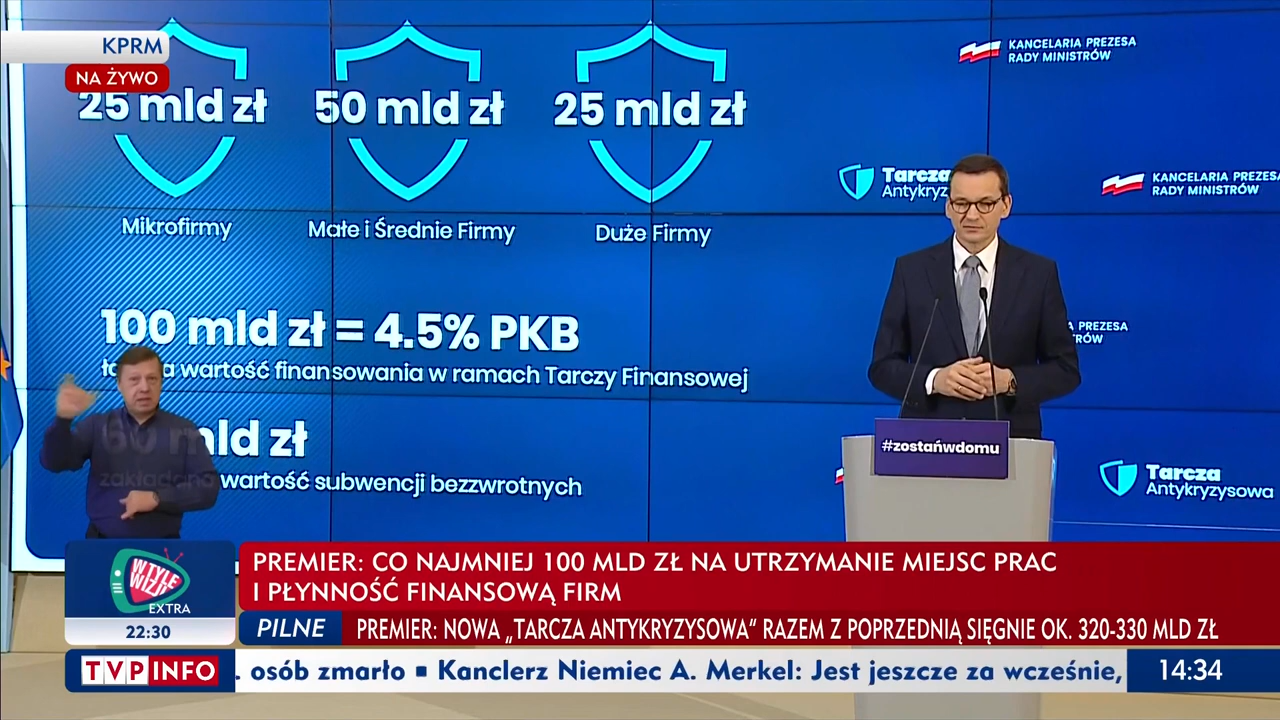 KPRM
NA ŻYWO
25 mld zł
50 mld zł
25 mld zł
Mikrofirmy
Małe i Średnie Firmy
Duże Firmy
KANCELARIA PREZESA
RADY MINISTRÓW
Tarcza
KANCELARIA PREZESA
RADY MINISTRÓW
100 mld zł = 4.5% PKB
wartość finansowania w ramach Tarczy Finansowej
PREZESA
60 mld zł
wartość subwencji bezzwrotnych
#zostańwdomu
Tarcza
Antykryzysowa
W TYLE
WIZJI
EXTRA
22:30
PREMIER: CO NAJMNIEJ 100 MLD ZŁ NA UTRZYMANIE MIEJSC PRAC
I PŁYNNOŚĆ FINANSOWĄ FIRM
PILNE PREMIER: NOWA „TARCZA ANTYKRYZYSOWA“ RAZEM Z POPRZEDNIĄ SIĘGNIE OK. 320-330 MLD ZŁ
TVP INFO . osób zmarło ▪ Kanclerz Niemiec A. Merkel: Jest jeszcze za wcześnie, 14:34